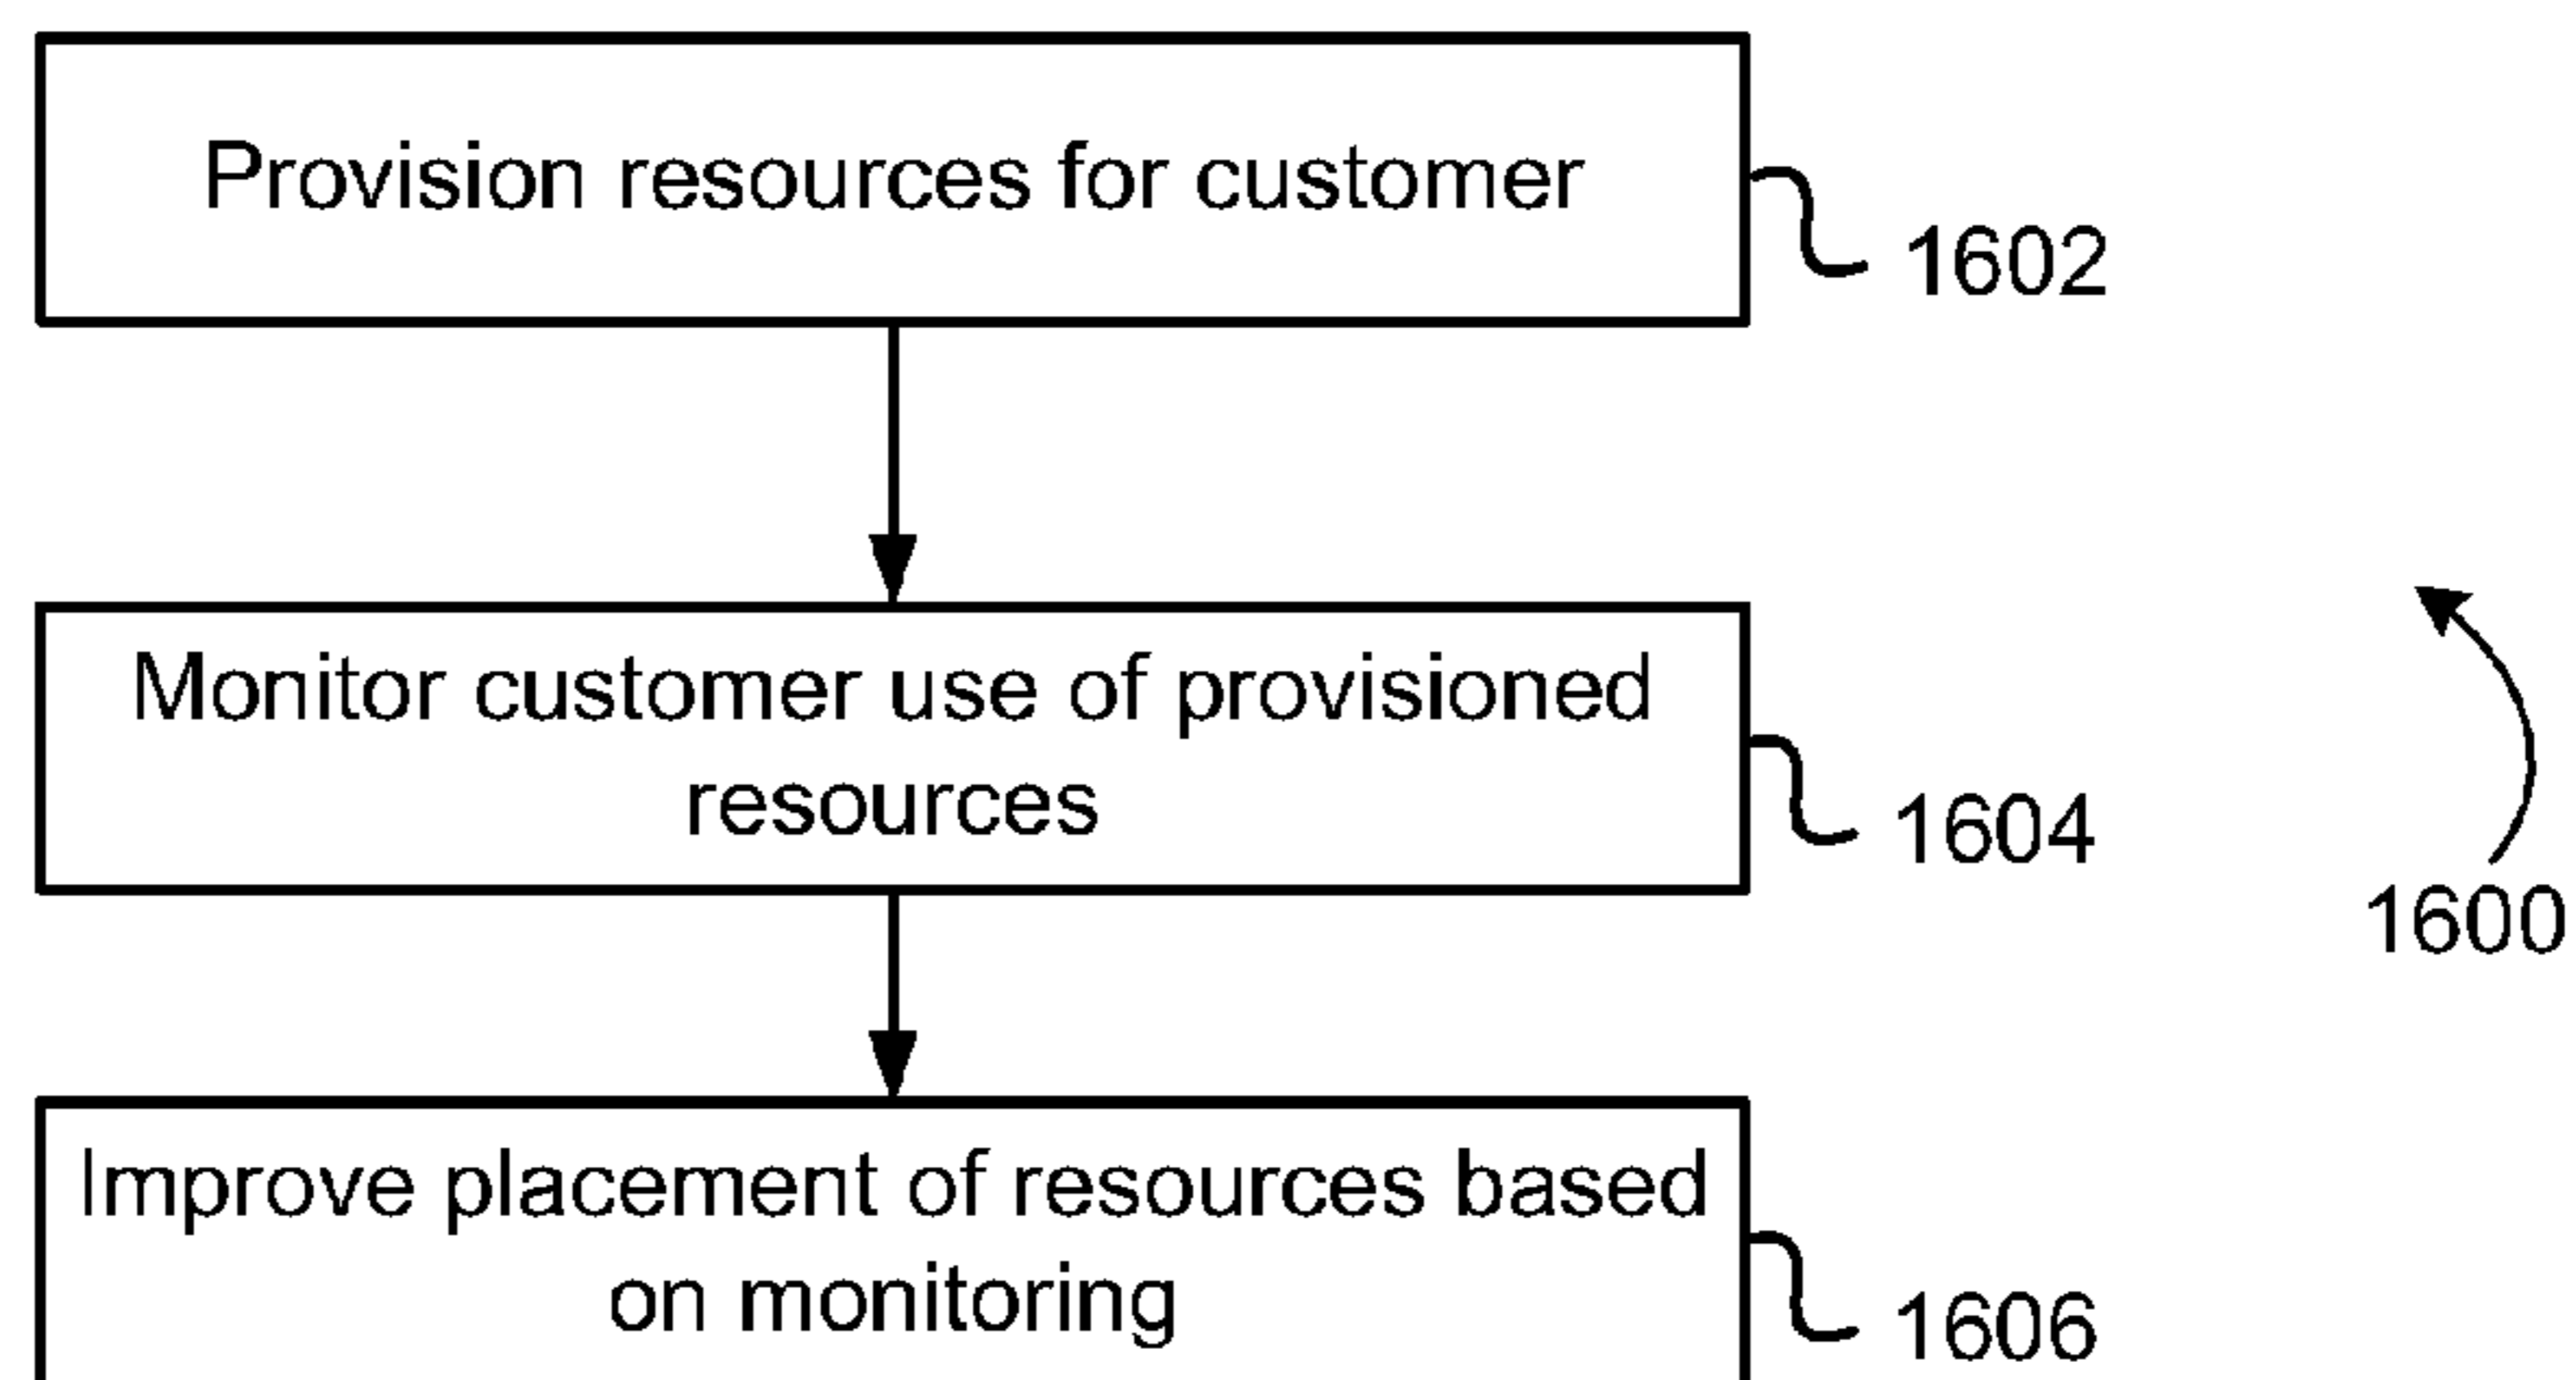 Provision resources for customer
1602
Monitor customer use of provisioned
resources
1604
1600
Improve placement of resources based
on monitoring
1606